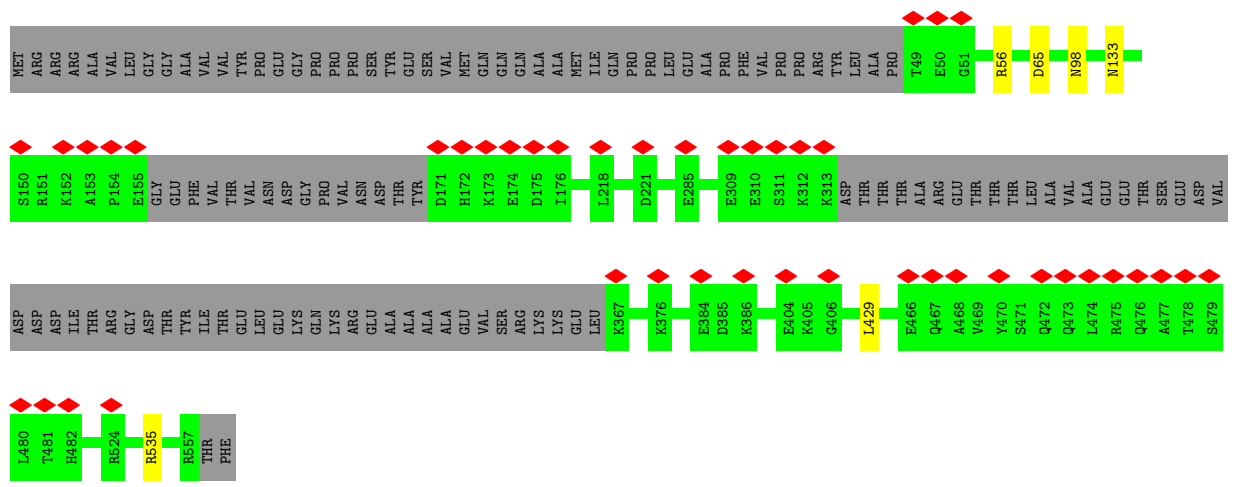 MET ARG ARG ARG ALA VAL LEU GLY GLY ALA VAL VAL TYR PRO GLU GLY PRO PRO PRO SER TYR GLU SER VAL MET GLN GLN GLN ALA ALA MET ILE GLN PRO PRO LEU GLU ALA PRO PHE VAL PRO PRO ARG TYR LEU ALA PRO T49 E50 G51 R56 D65 N98 N133
S150 R151 K152 A153 P154 E155 GLY GLU PHE VAL THR VAL ASN ASP GLY PRO VAL ASN ASP THR TYR D171 H172 K173 E174 D175 I176 L218 D221 E285 E309 E310 S311 K312 K313 ASP THR THR THR ALA ARG GLU THR THR THR LEU ALA VAL ALA GLU GLU THR SER GLU ASP VAL
ASP ASP ASP ILE THR ARG GLY ASP THR TYR ILE THR GLU LEU GLU LYS GLN LYS ARG GLU ALA ALA ALA ALA GLU VAL SER ARG LYS LYS GLU LEU K367 K376 E384 D385 K386 E404 K405 G406 L429 E466 Q467 A468 V469 Y470 S471 Q472 Q473 L474 R475 Q476 A477 T478 S479
L480 T481 H482 R524 R535 R557 THR PHE